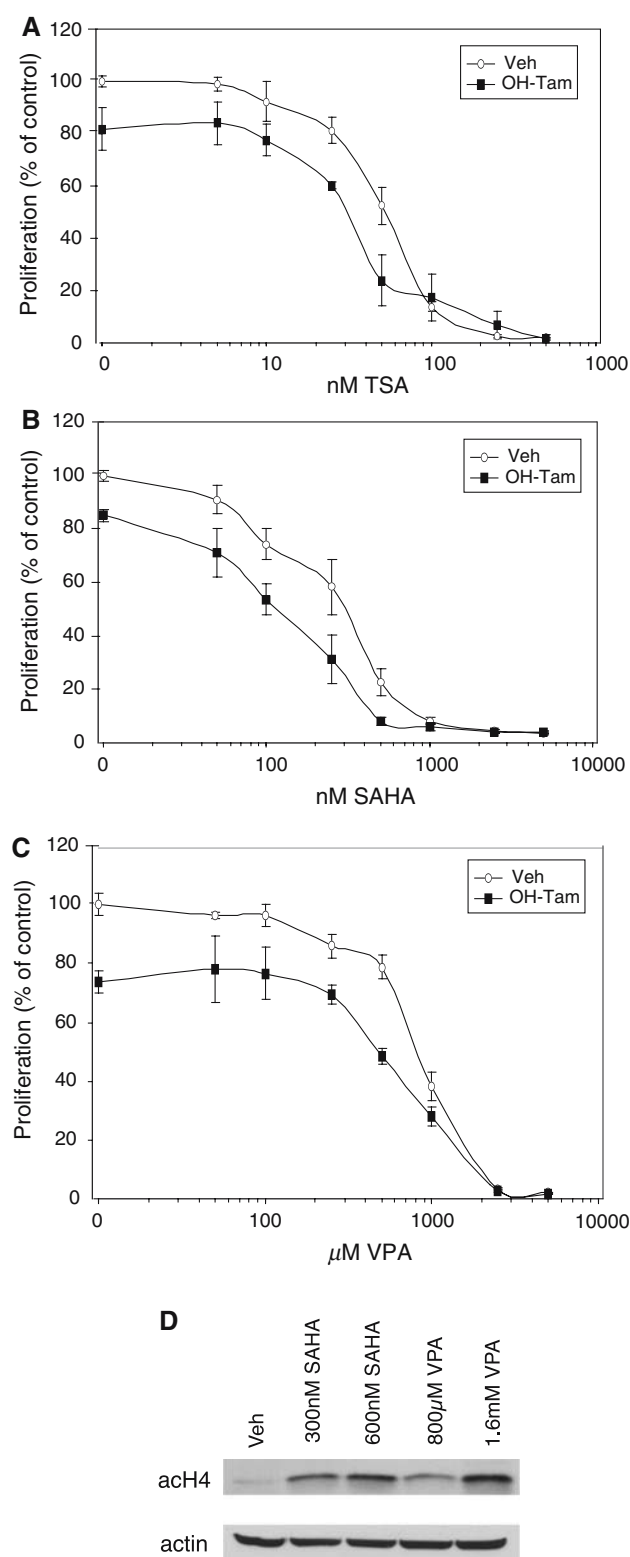 A
120
100
80
60
40
20
0
Proliferation (% of control)
Veh
OH-Tam
0
10
100
1000
nM TSA
B
120
100
80
60
40
20
0
Proliferation (% of control)
Veh
OH-Tam
0
100
1000
10000
nM SAHA
C
120
100
80
60
40
20
0
Proliferation (% of control)
Veh
OH-Tam
0
100
1000
10000
µM VPA
D
Veh
300nM SAHA
600nM SAHA
800µM VPA
1.6mM VPA
acH4
actin